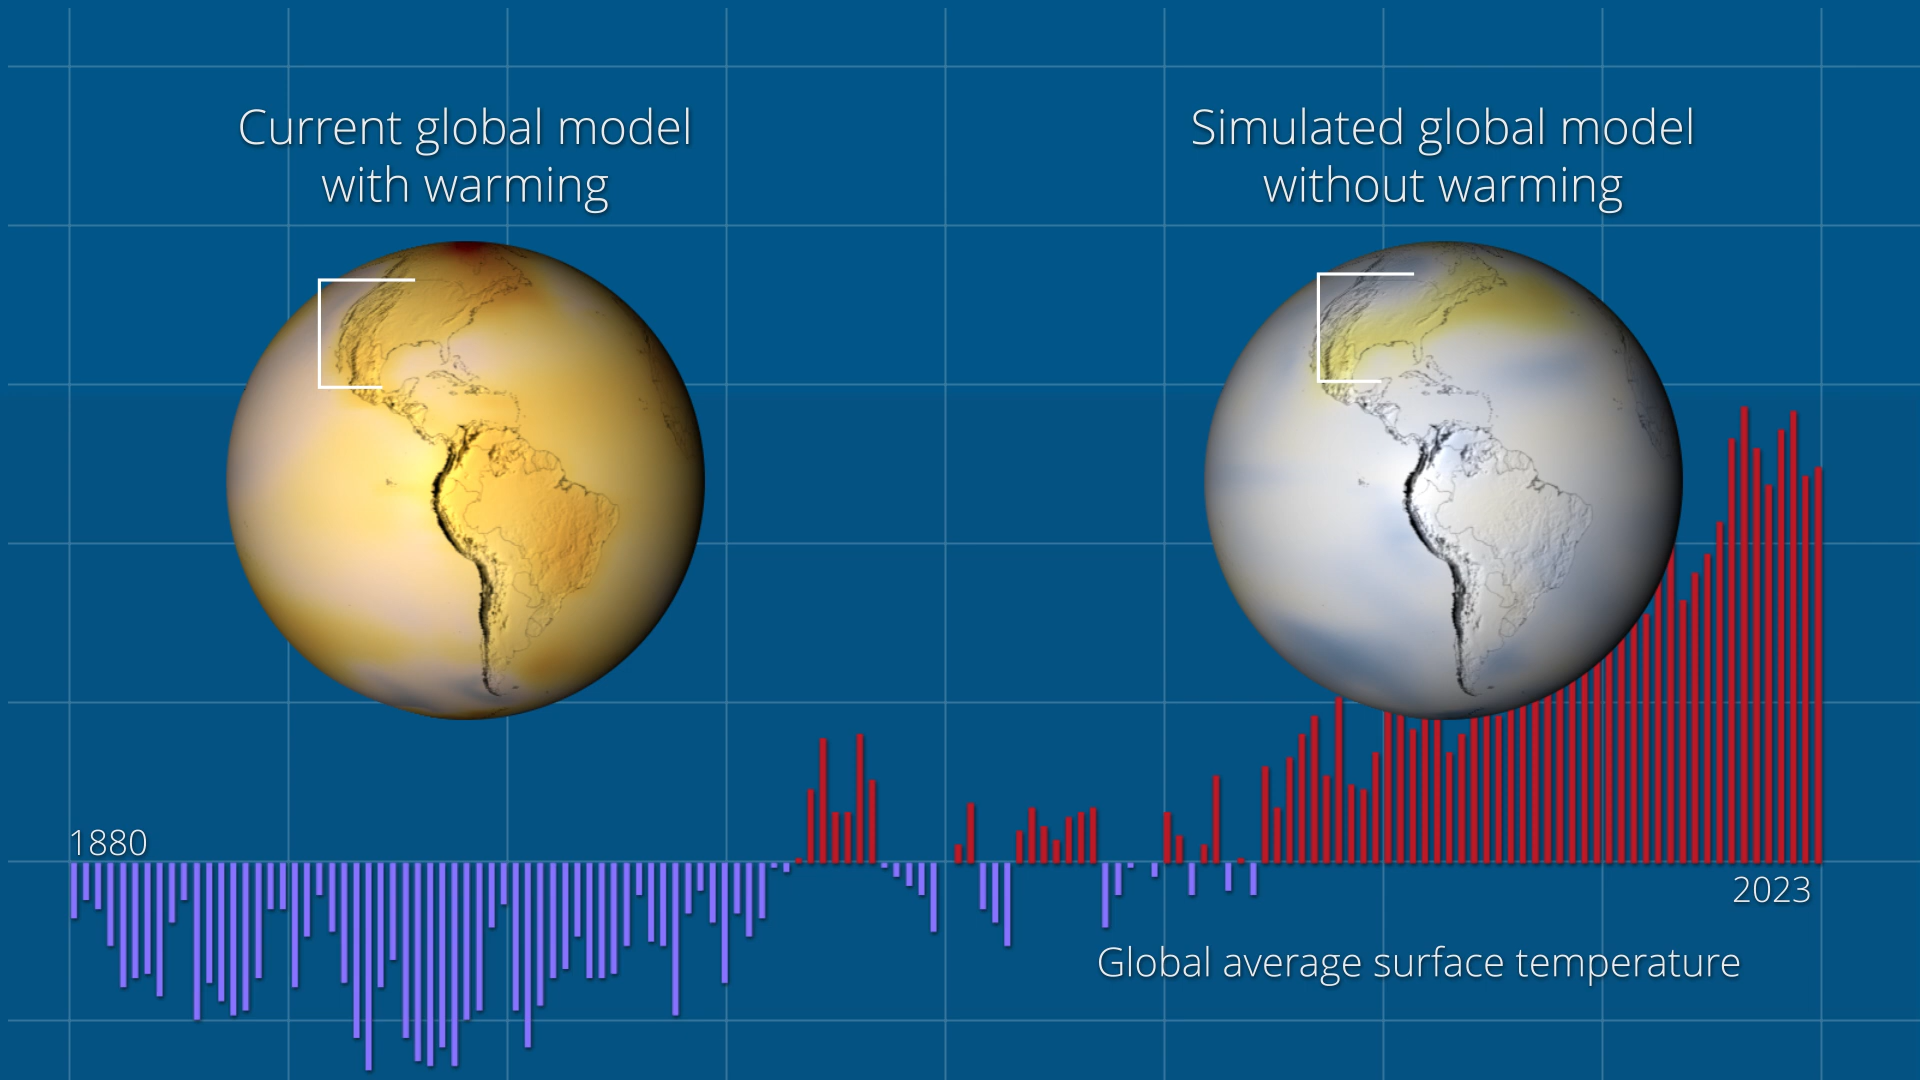 Current global model
with warming
Simulated global model
without warming
1880
2023
Global average surface temperature